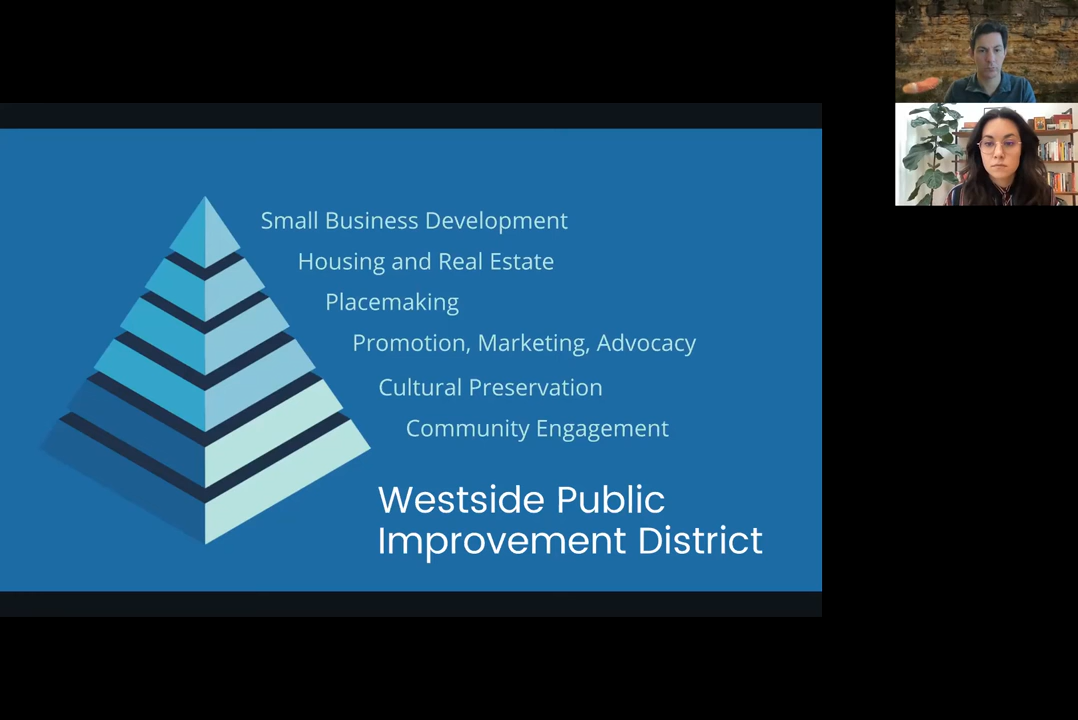 Small Business Development
Housing and Real Estate
Placemaking
Promotion, Marketing, Advocacy
Cultural Preservation
Community Engagement
Westside Public
Improvement District